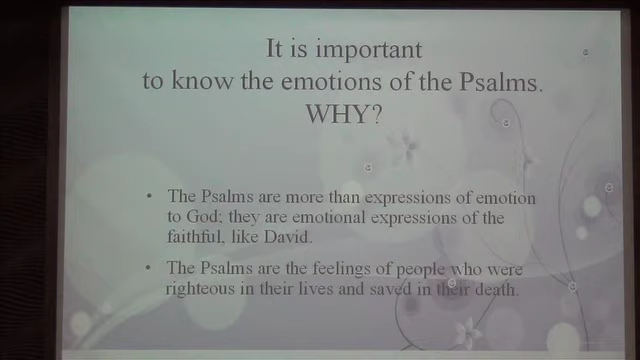 It is important
to know the emotions of the Psalms.
WHY?
• The Psalms are more than expressions of emotion
to God; they are emotional expressions of the
faithful, like David.
• The Psalms are the feelings of people who were
righteous in their lives and saved in their death.